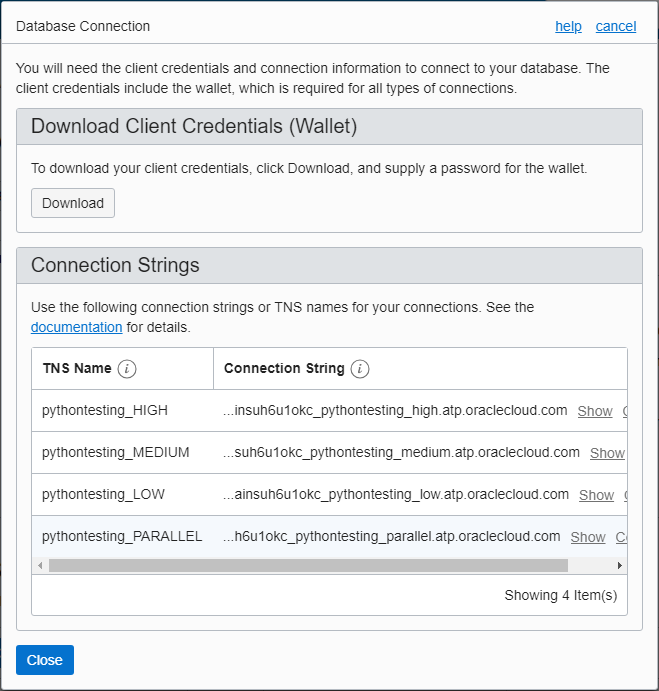 Database Connection help cancel
You will need the client credentials and connection information to connect to your database. The
client credentials include the wallet, which is required for all types of connections.
Download Client Credentials (Wallet)
To download your client credentials, click Download, and supply a password for the wallet.
Download
Connection Strings
Use the following connection strings or TNS names for your connections. See the
documentation for details.
TNS Name i Connection String i
pythontesting_HIGH ...insuh6u1okc_pythontesting_high.atp.oraclecloud.com Show
pythontesting_MEDIUM ...suh6u1okc_pythontesting_medium.atp.oraclecloud.com Show
pythontesting_LOW ...ainsuh6u1okc_pythontesting_low.atp.oraclecloud.com Show
pythontesting_PARALLEL ...h6u1okc_pythontesting_parallel.atp.oraclecloud.com Show
Showing 4 Item(s)
Close